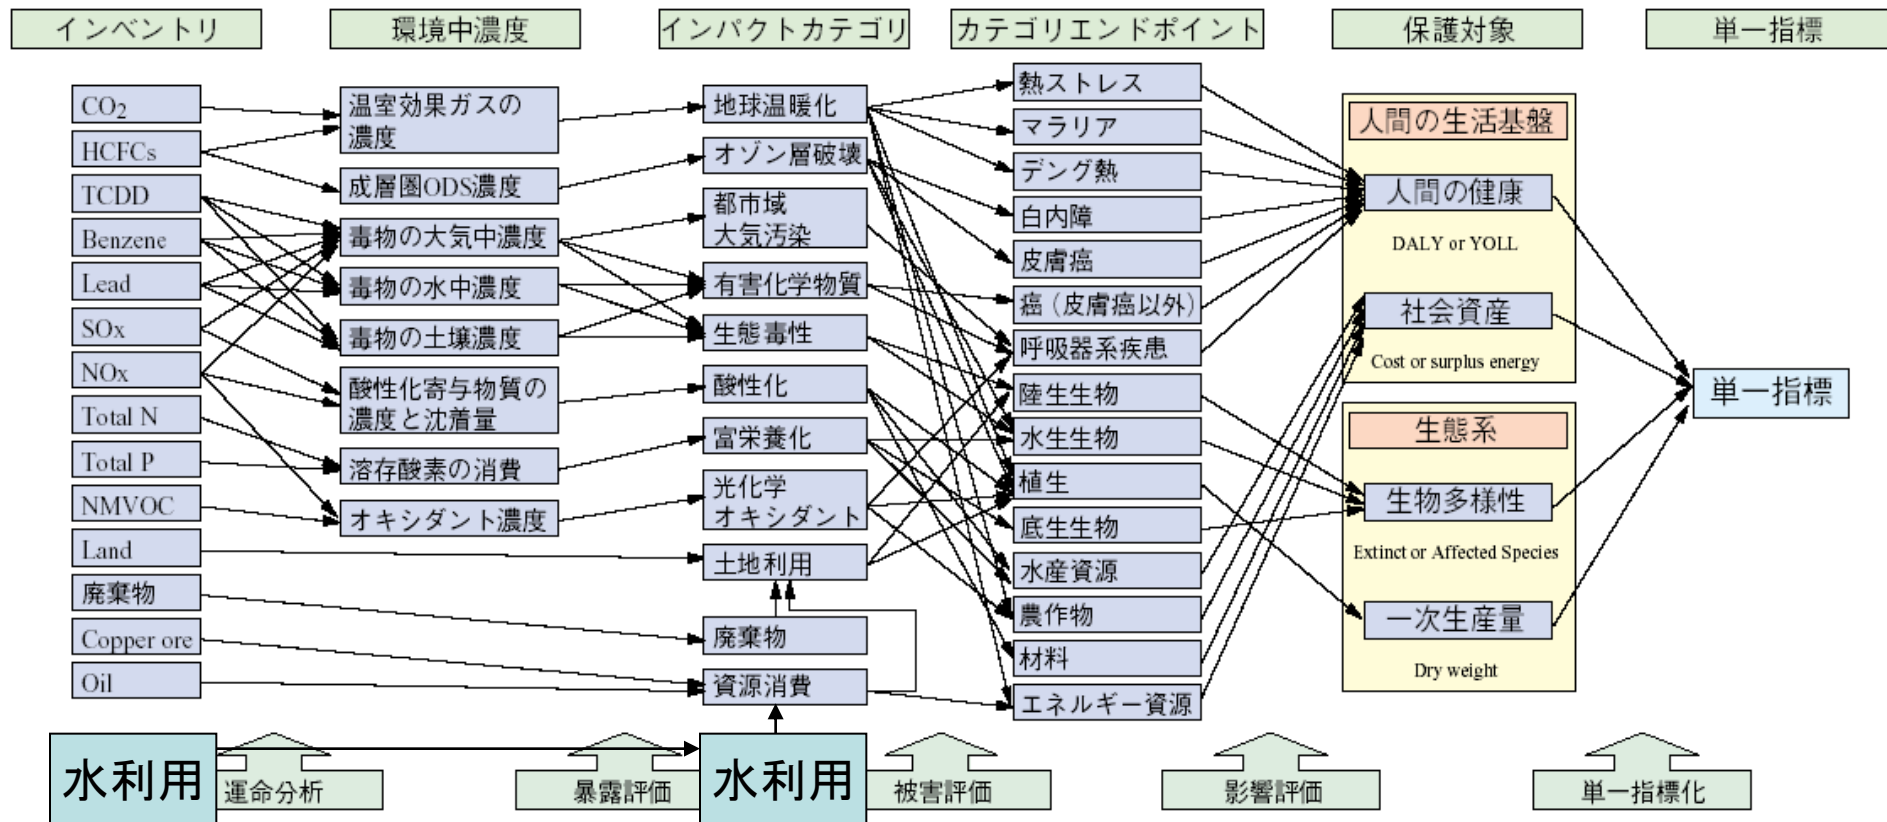 インベントリ
環境中濃度
インパクトカテゴリ
カテゴリエンドポイント
保護対象
単一指標
CO2
HCFCs
TCDD
Benzene
Lead
SOx
NOx
Total N
Total P
NMVOC
Land
廃棄物
Copper ore
Oil
水利用
温室効果ガスの
濃度
成層圏ODS濃度
毒物の大気中濃度
毒物の水中濃度
毒物の土壌濃度
酸性化寄与物質の
濃度と沈着量
溶存酸素の消費
オキシダント濃度
地球温暖化
オゾン層破壊
都市域
大気汚染
有害化学物質
生態毒性
酸性化
富栄養化
光化学
オキシダント
土地利用
廃棄物
資源消費
水利用
熱ストレス
マラリア
デング熱
白内障
皮膚癌
癌(皮膚癌以外)
呼吸器系疾患
陸生生物
水生生物
植生
底生生物
水産資源
農作物
材料
エネルギー資源
人間の生活基盤
人間の健康
DALY or YOLL
社会資産
Cost or surplus energy
生態系
生物多様性
Extinct or Affected Species
一次生産量
Dry weight
単一指標
運命分析
暴露評価
被害評価
影響評価
単一指標化